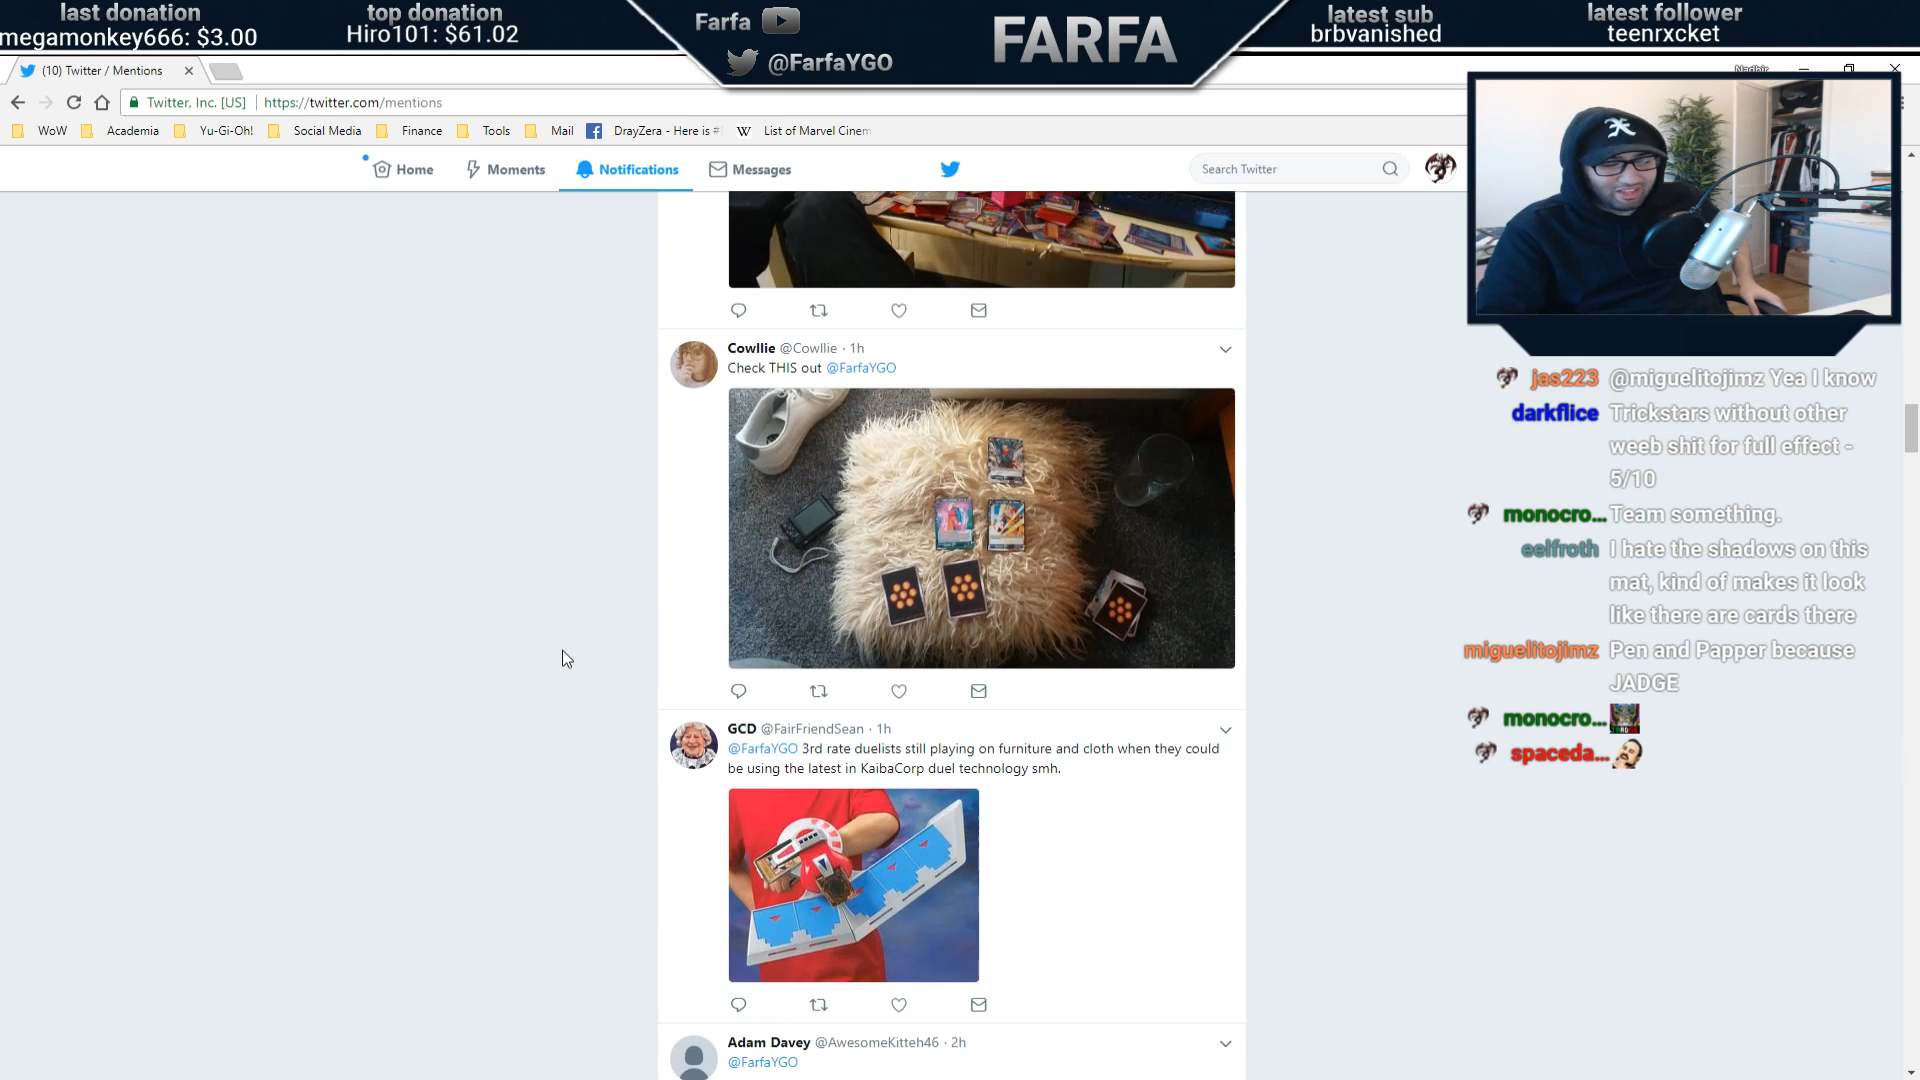 last donation
megamonkey666: $3.00
top donation
Hiro101: $61.02
Farfa
@FarfaYGO
FARFA
latest sub
brbvanished
latest follower
teenrxcket
(10) Twitter / Mentions
Twitter, Inc. [US]
https://twitter.com/mentions
WoW
Academia
Yu-Gi-Oh!
Social Media
Finance
Tools
Mail
DrayZera - Here is #
List of Marvel Cinem
Home
Moments
Notifications
Messages
Search Twitter
Cowllie @Cowllie · 1h
Check THIS out @FarfaYGO
GCD @FairFriendSean · 1h
@FarfaYGO 3rd rate duelists still playing on furniture and cloth when they could
be using the latest in KaibaCorp duel technology smh.
Adam Davey @AwesomeKitteh46 · 2h
@FarfaYGO
jas223 @miguelitojimz Yea I know
darkflice Trickstars without other
weeb shit for full effect -
5/10
monocro... Team something.
eelfroth I hate the shadows on this
mat, kind of makes it look
like there are cards there
miguelitojimz Pen and Papper because
JADGE
monocro...
spaceda...